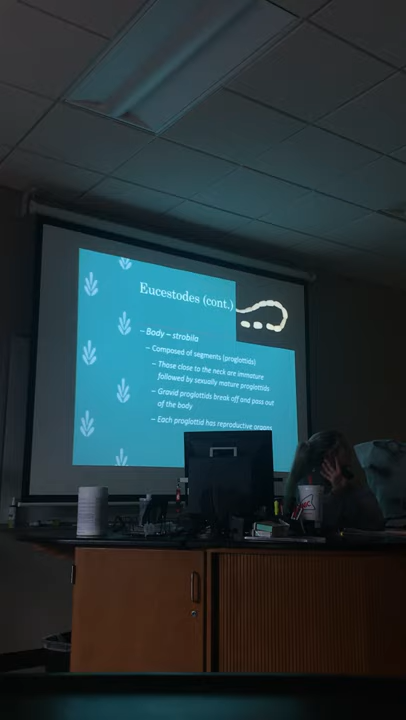 Eucestodes (cont.)
– Body – strobila
– Composed of segments (proglottids)
– Those close to the neck are immature
followed by sexually mature proglottids
– Gravid proglottids break off and pass out
of the body
– Each proglottid has reproductive organs